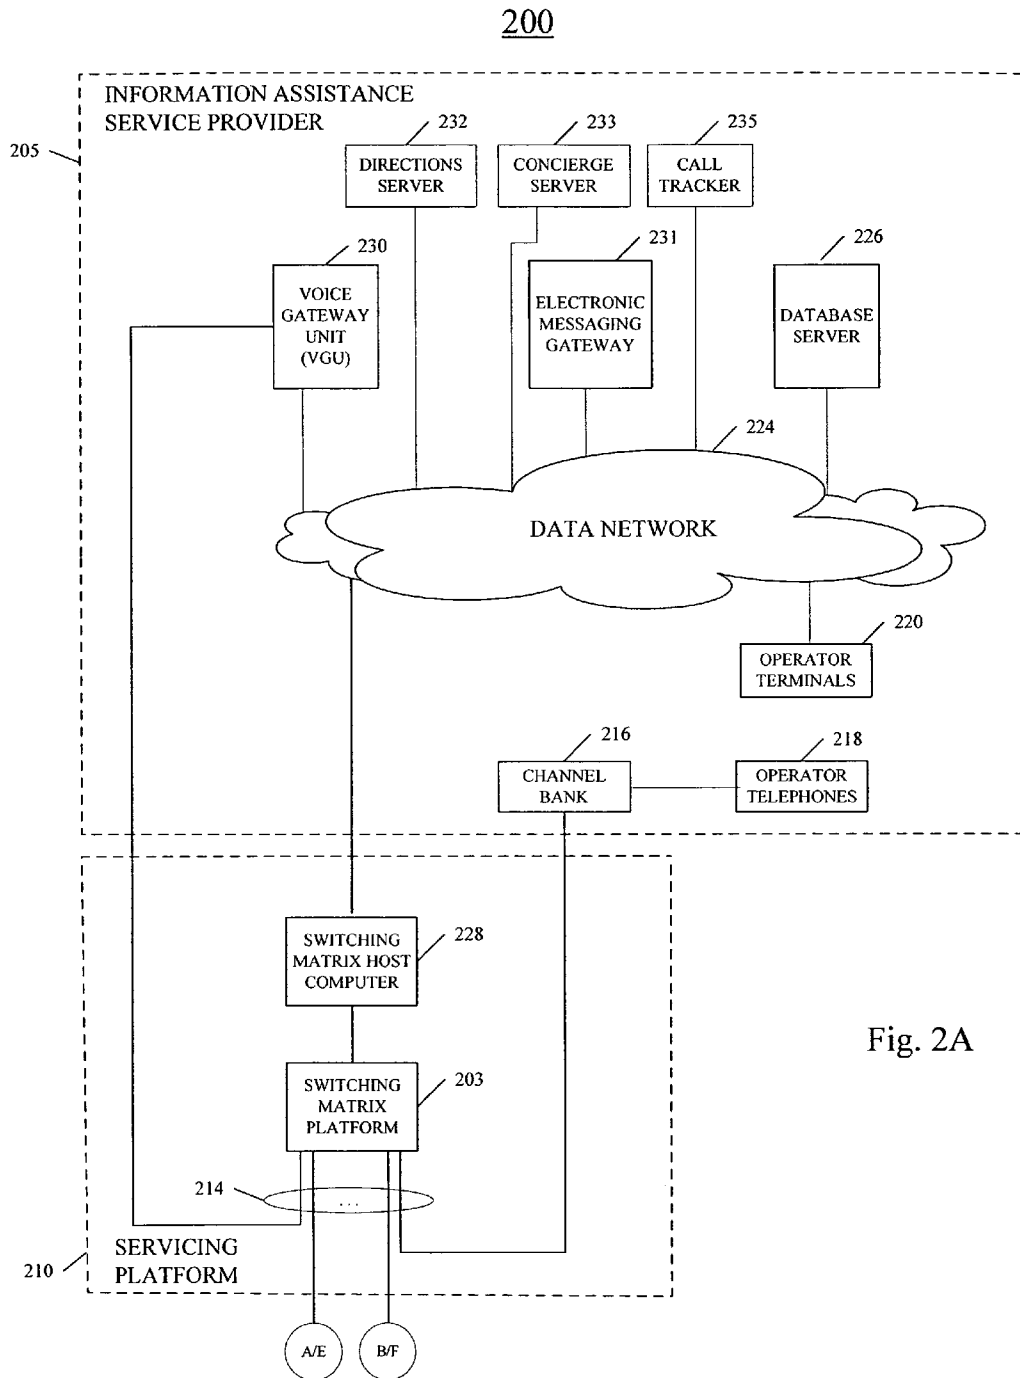 200
INFORMATION ASSISTANCE
SERVICE PROVIDER
205
232
233
235
DIRECTIONS
SERVER
CONCIERGE
SERVER
CALL
TRACKER
230
231
226
VOICE
GATEWAY
UNIT
(VGU)
ELECTRONIC
MESSAGING
GATEWAY
DATABASE
SERVER
224
DATA NETWORK
220
OPERATOR
TERMINALS
216
218
CHANNEL
BANK
OPERATOR
TELEPHONES
SWITCHING
MATRIX HOST
COMPUTER
228
Fig. 2A
SWITCHING
MATRIX
PLATFORM
203
214
...
SERVICING
PLATFORM
210
A/E
B/F